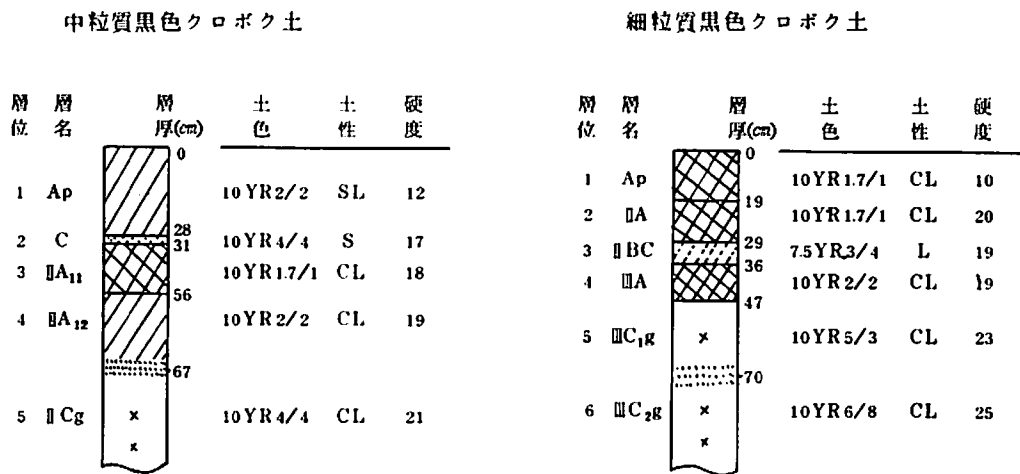 中粒質黒色クロボク土
層位 層名 層厚(cm) 土色 土性 硬度
0
1 Ap 10YR2/2 SL 12
28
2 C 10YR4/4 S 17
31
3 ⅡA₁₁ 10YR1.7/1 CL 18
56
4 ⅡA₁₂ 10YR2/2 CL 19
67
5 ⅡCg 10YR4/4 CL 21
細粒質黒色クロボク土
層位 層名 層厚(cm) 土色 土性 硬度
0
1 Ap 10YR1.7/1 CL 10
19
2 ⅡA 10YR1.7/1 CL 20
29
3 ⅡBC 7.5YR3/4 L 19
36
4 ⅢA 10YR2/2 CL 19
47
5 ⅢC₁g 10YR5/3 CL 23
70
6 ⅢC₂g 10YR6/8 CL 25